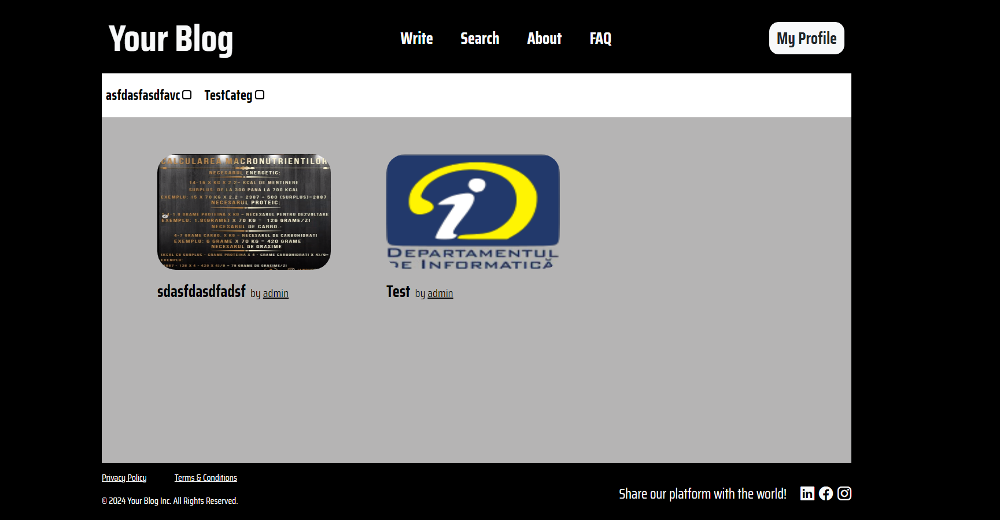 Your Blog
Write Search About FAQ
My Profile
asfdasfasdfavc TestCateg
CALCULAREA MACRONUTRIENTILOR
NECESARUL ENERGETIC:
14-16 X KG X 2.2= KCAL DE MENTINERE
SURPLUS: DE LA 300 PANA LA 700 KCAL
EXEMPLU: 15 X 70 KG X 2.2 = 2387 + 500 (SURPLUS)=2887
NECESARUL PROTEIC:
GRAME PROTEINA X KG = NECESARUL PENTRU DEZVOLTARE
EXEMPLU: 1.8(GRAME) X 70 KG = 126 GRAME/ZI
NECESARUL DE CARBO.:
4-7 GRAME CARBO. X KG = NECESARUL DE CARBOHIDRATI
EXEMPLU: 6 GRAME X 70 KG = 420 GRAME
NECESARUL DE GRASIME
(KCAL CU SURPLUS - GRAME PROTEINA X 4 - GRAME CARBOHIDRATI X 4)/9=
EXEMPLU:
2887 - 126 X 4 - 420 X 4)/9 = 78 GRAME DE GRASIME/ZI
DEPARTAMENTUL
DE INFORMATICĂ
sdasfdasdfadsf by admin
Test by admin
Privacy Policy Terms & Conditions
© 2024 Your Blog Inc. All Rights Reserved.
Share our platform with the world!